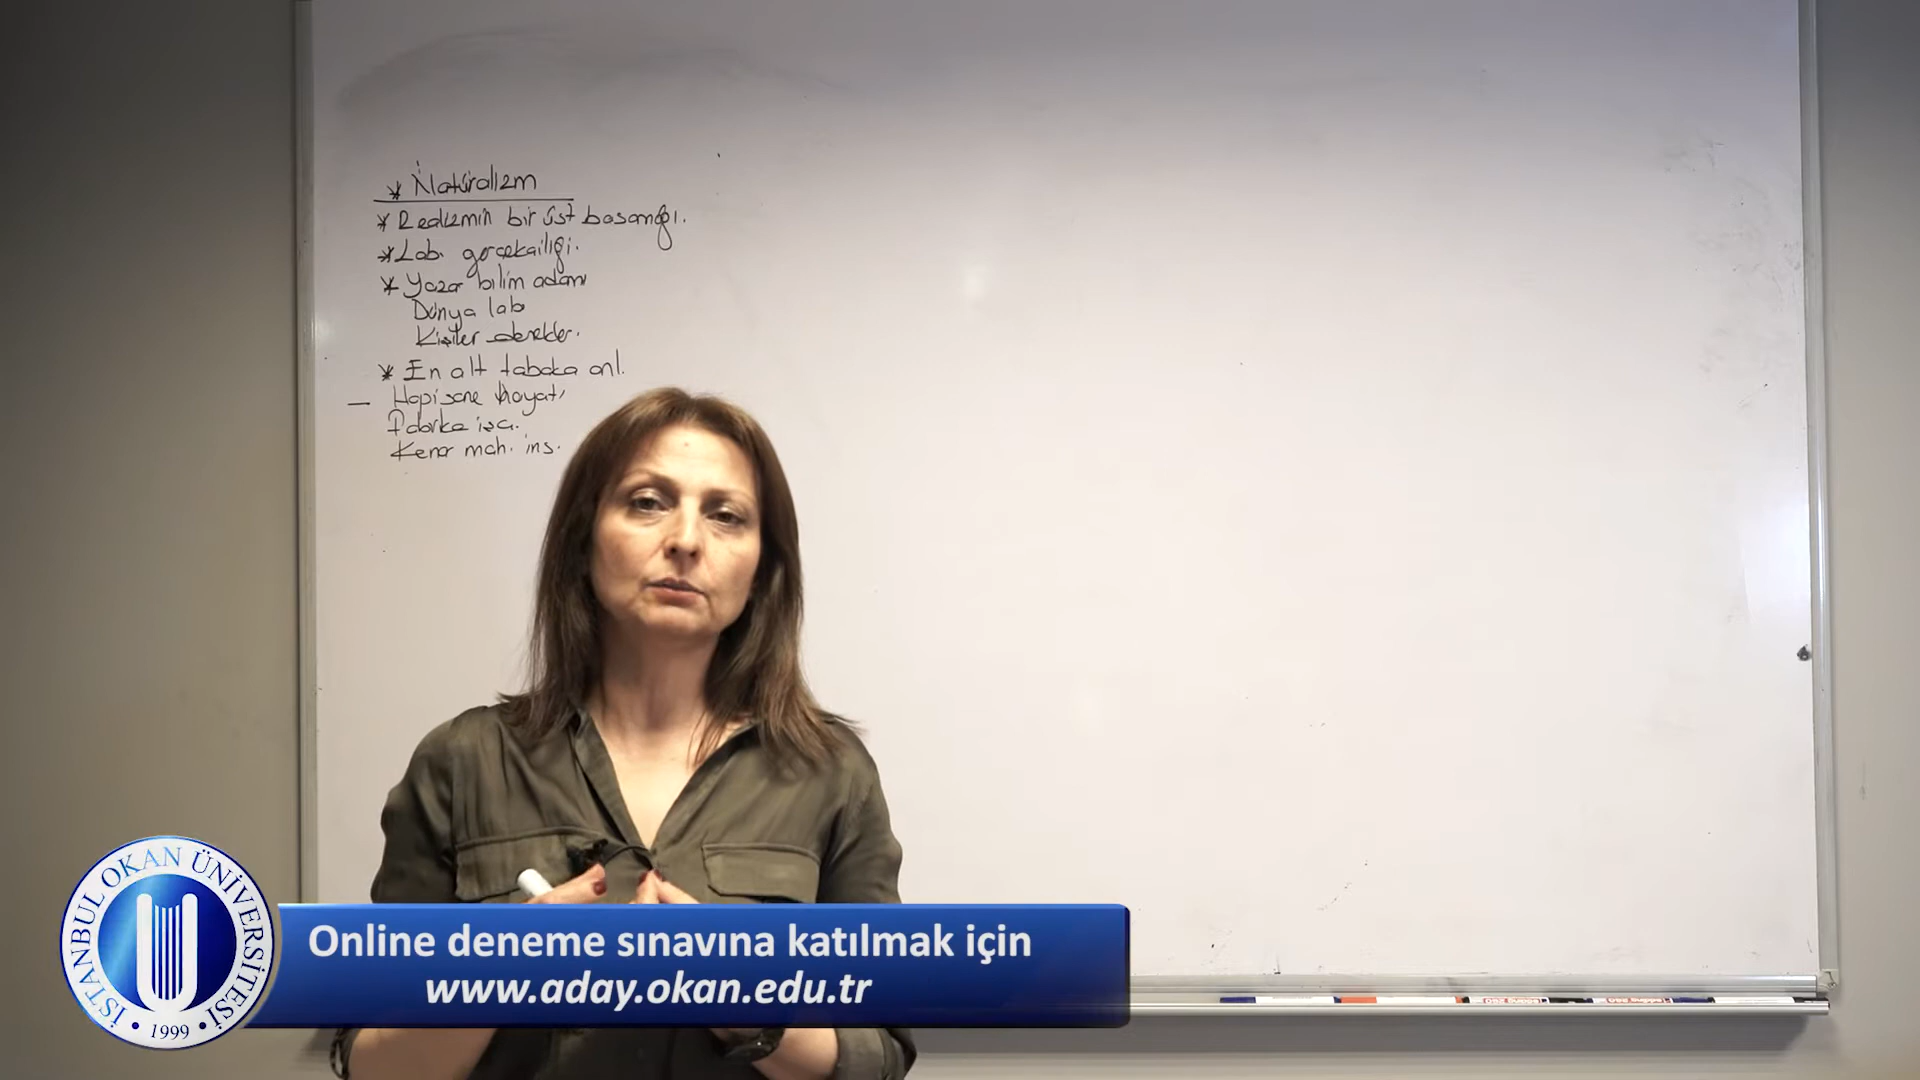 * Natüralizm
* Realizmin bir üst basamağı.
* Lab. gerçekçiliği.
* Yazar bilim adamı
Dünya lab
Kişiler denekler.
* En alt tabaka anl.
— Hapisane hayatı
Fabrika işçi.
Kenar mah. ins.
İSTANBUL OKAN ÜNİVERSİTESİ
• 1999 •
Online deneme sınavına katılmak için
www.aday.okan.edu.tr